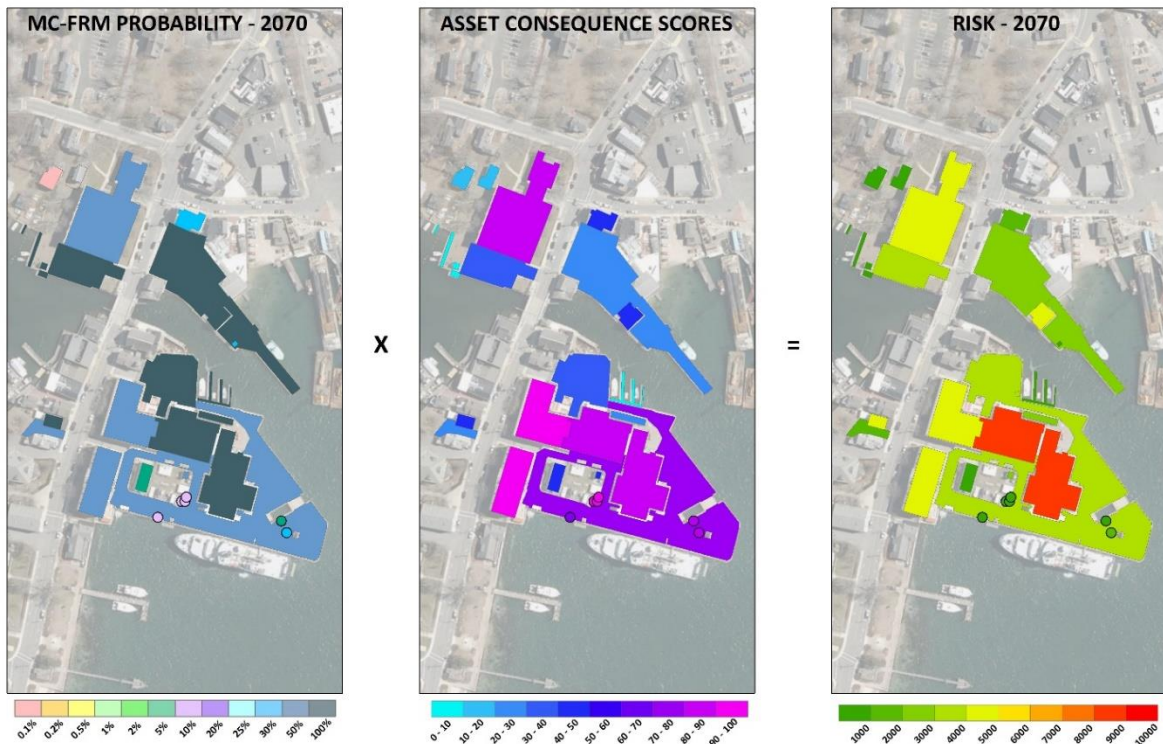 MC-FRM PROBABILITY - 2070
ASSET CONSEQUENCE SCORES
RISK - 2070
X
=
0.1%
0.2%
0.5%
1%
2%
5%
10%
20%
25%
30%
50%
100%
0 - 10
10 - 20
20 - 30
30 - 40
50 - 60
60 - 70
70 - 80
80 - 90
90 - 100
1000
2000
3000
4000
5000
6000
7000
8000
9000
10000